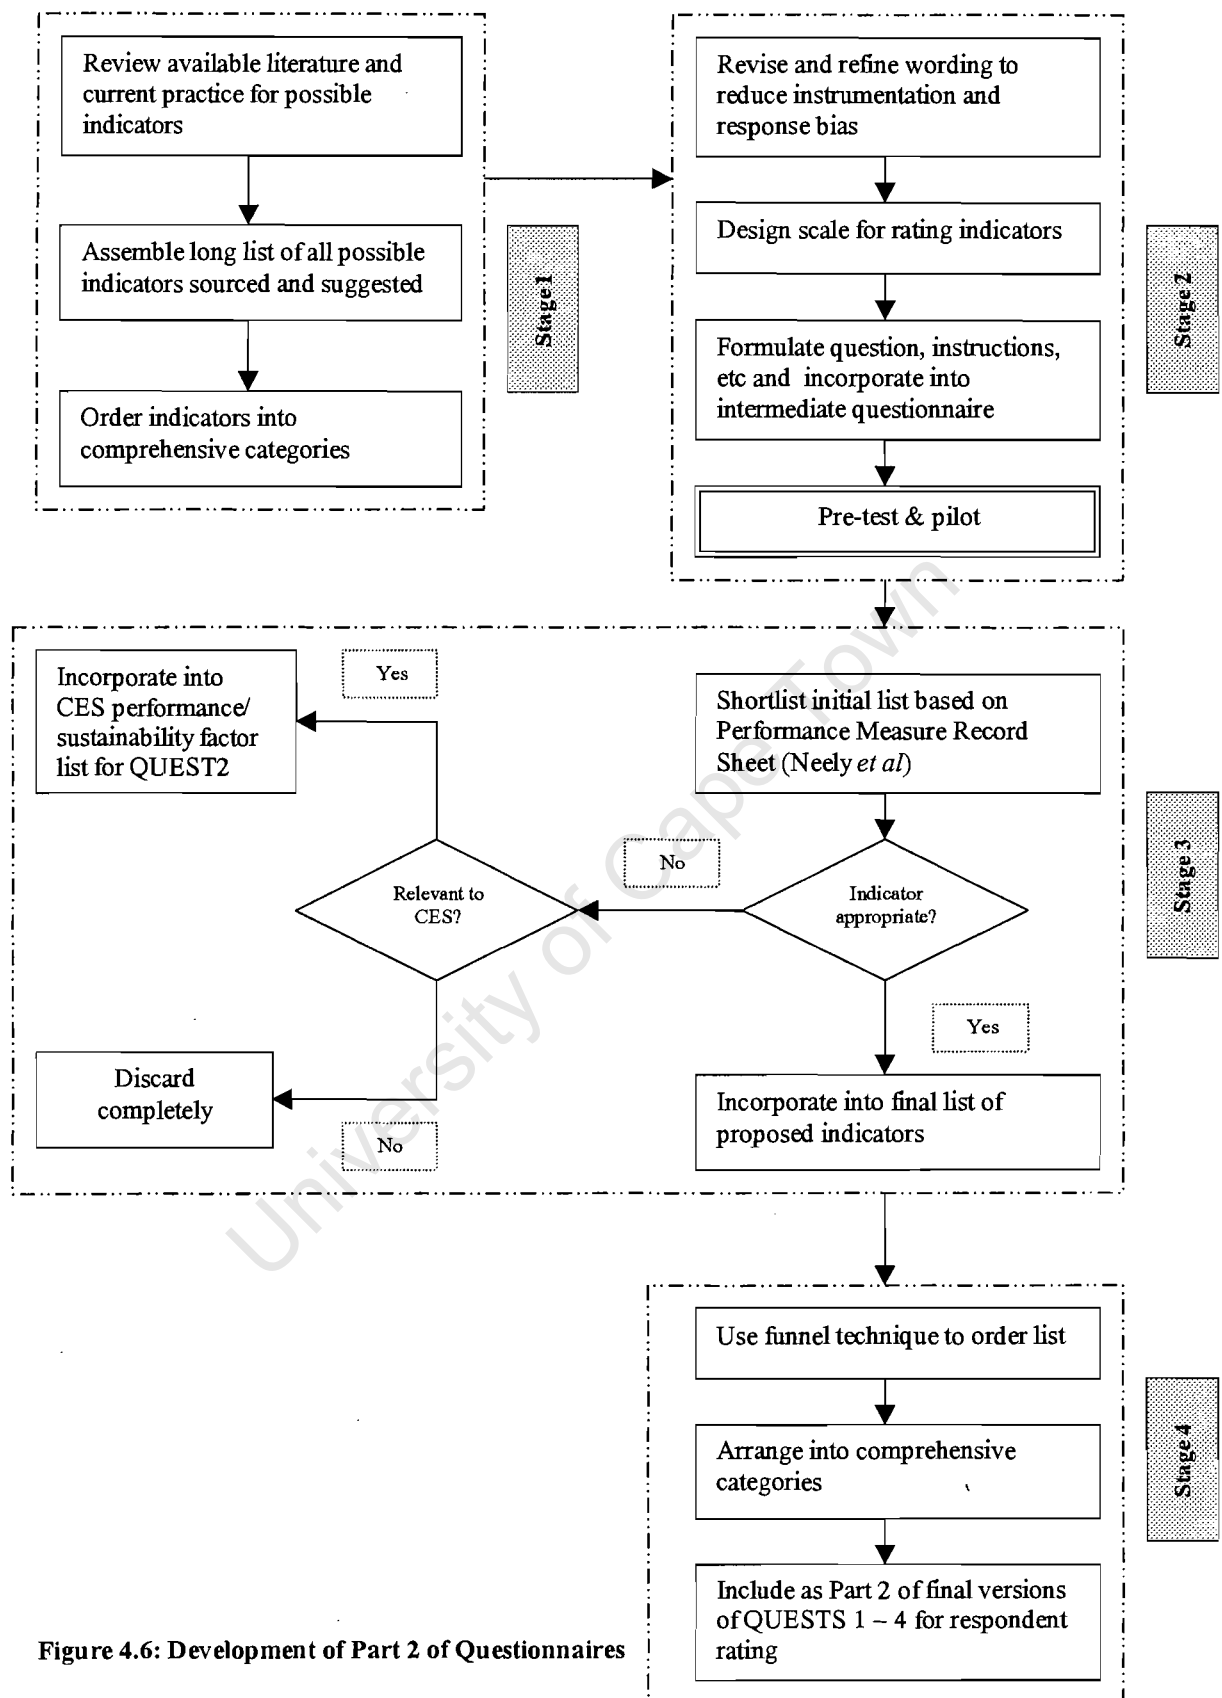 Review available literature and
current practice for possible
indicators
Assemble long list of all possible
indicators sourced and suggested
Order indicators into
comprehensive categories
Stage 1
Revise and refine wording to
reduce instrumentation and
response bias
Design scale for rating indicators
Formulate question, instructions,
etc and incorporate into
intermediate questionnaire
Pre-test & pilot
Stage 2
Incorporate into
CES performance/
sustainability factor
list for QUEST2
Yes
Shortlist initial list based on
Performance Measure Record
Sheet (Neely et al)
Relevant to
CES?
No
Indicator
appropriate?
Yes
Discard
completely
No
Incorporate into final list of
proposed indicators
Stage 3
Use funnel technique to order list
Arrange into comprehensive
categories
Include as Part 2 of final versions
of QUESTS 1 – 4 for respondent
rating
Stage 4
Figure 4.6: Development of Part 2 of Questionnaires
University of Cape Town